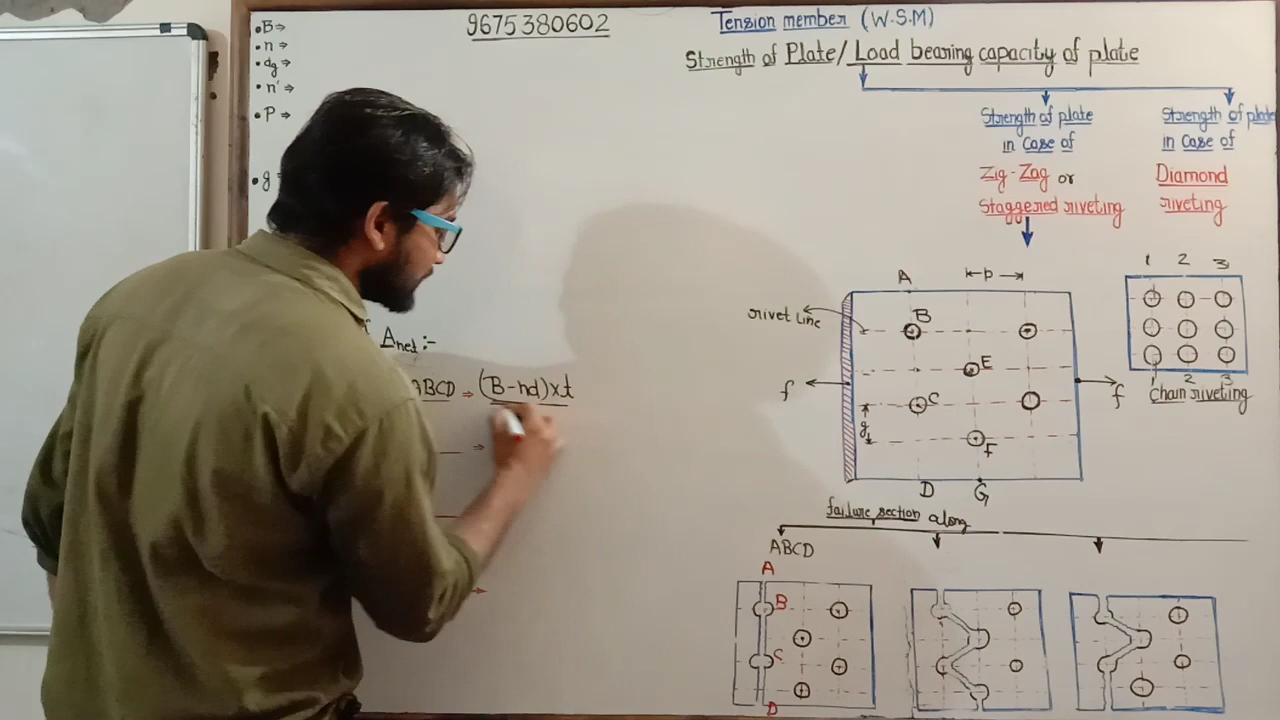 B⇒
n⇒
dg⇒
n'⇒
P⇒
g
9675380602
Tension member (W.S.M)
Strength of Plate/Load bearing capacity of plate
Strength of plate
in Case of
Zig-Zag or
Staggered riveting
Strength of plate
in Case of
Diamond
riveting
1 2 3
1 2 3
Chain riveting
A
p
rivet line
B
E
C
F
g
f
f
D
G
Anet :-
ABCD ⇒ (B-nd)xt
⇒
failure section along
ABCD
A
B
C
D